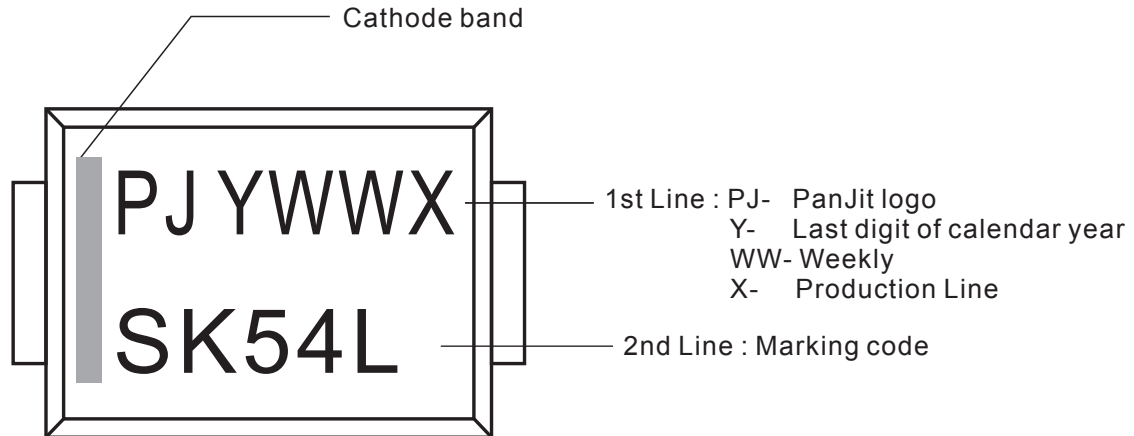 Cathode band
PJ YWWX
1st Line : PJ- PanJit logo
Y- Last digit of calendar year
WW- Weekly
X- Production Line
SK54L
2nd Line : Marking code